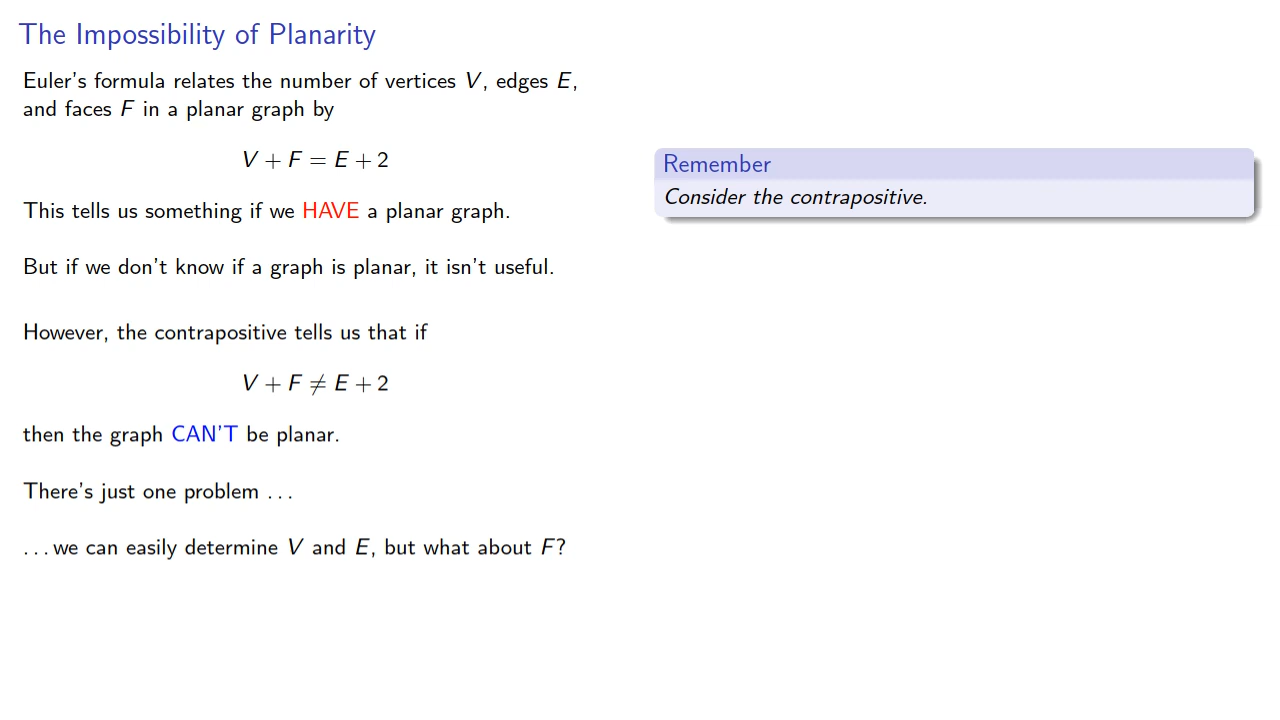 The Impossibility of Planarity
Euler's formula relates the number of vertices V, edges E,
and faces F in a planar graph by
V + F = E + 2
This tells us something if we HAVE a planar graph.
But if we don't know if a graph is planar, it isn't useful.
However, the contrapositive tells us that if
V + F ≠ E + 2
then the graph CAN'T be planar.
There's just one problem ...
...we can easily determine V and E, but what about F?
Remember
Consider the contrapositive.